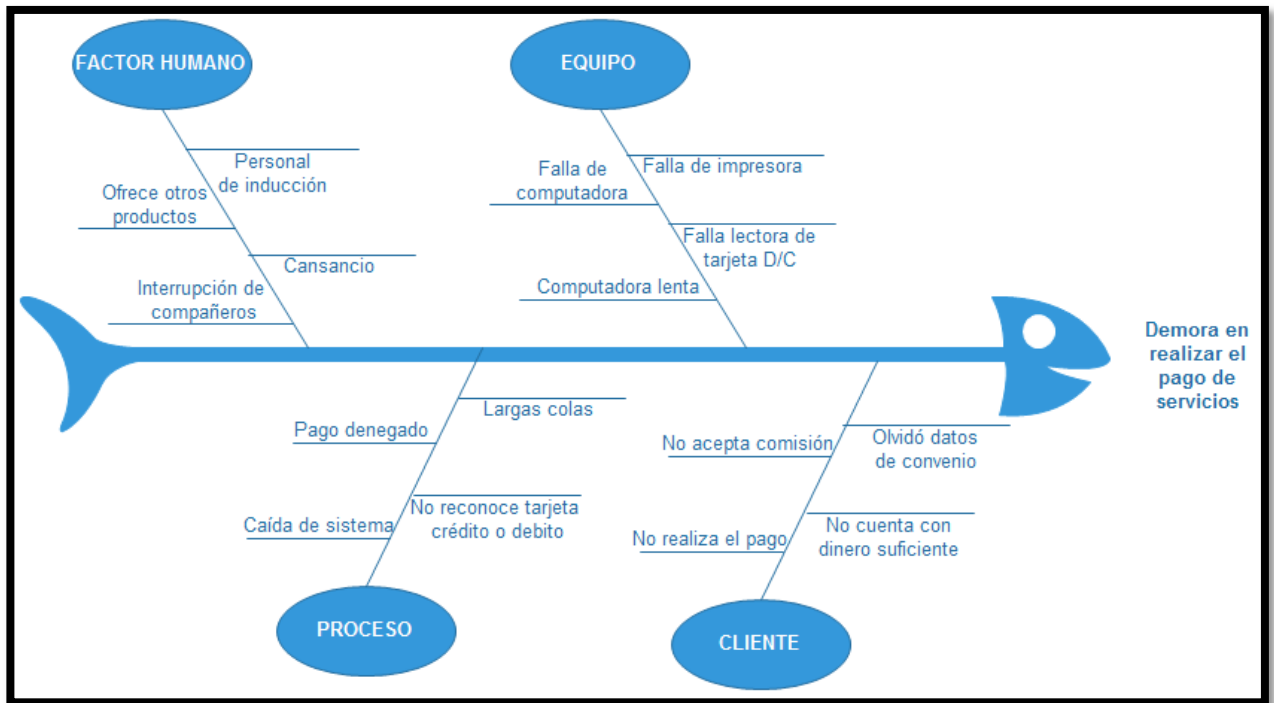 FACTOR HUMANO
EQUIPO
Personal
de inducción
Ofrece otros
productos
Cansancio
Interrupción de
compañeros
Falla de
computadora
Falla de impresora
Falla lectora de
tarjeta D/C
Computadora lenta
Demora en
realizar el
pago de
servicios
Largas colas
Pago denegado
No reconoce tarjeta
crédito o debito
Caída de sistema
No acepta comisión
Olvidó datos
de convenio
No realiza el pago
No cuenta con
dinero suficiente
PROCESO
CLIENTE